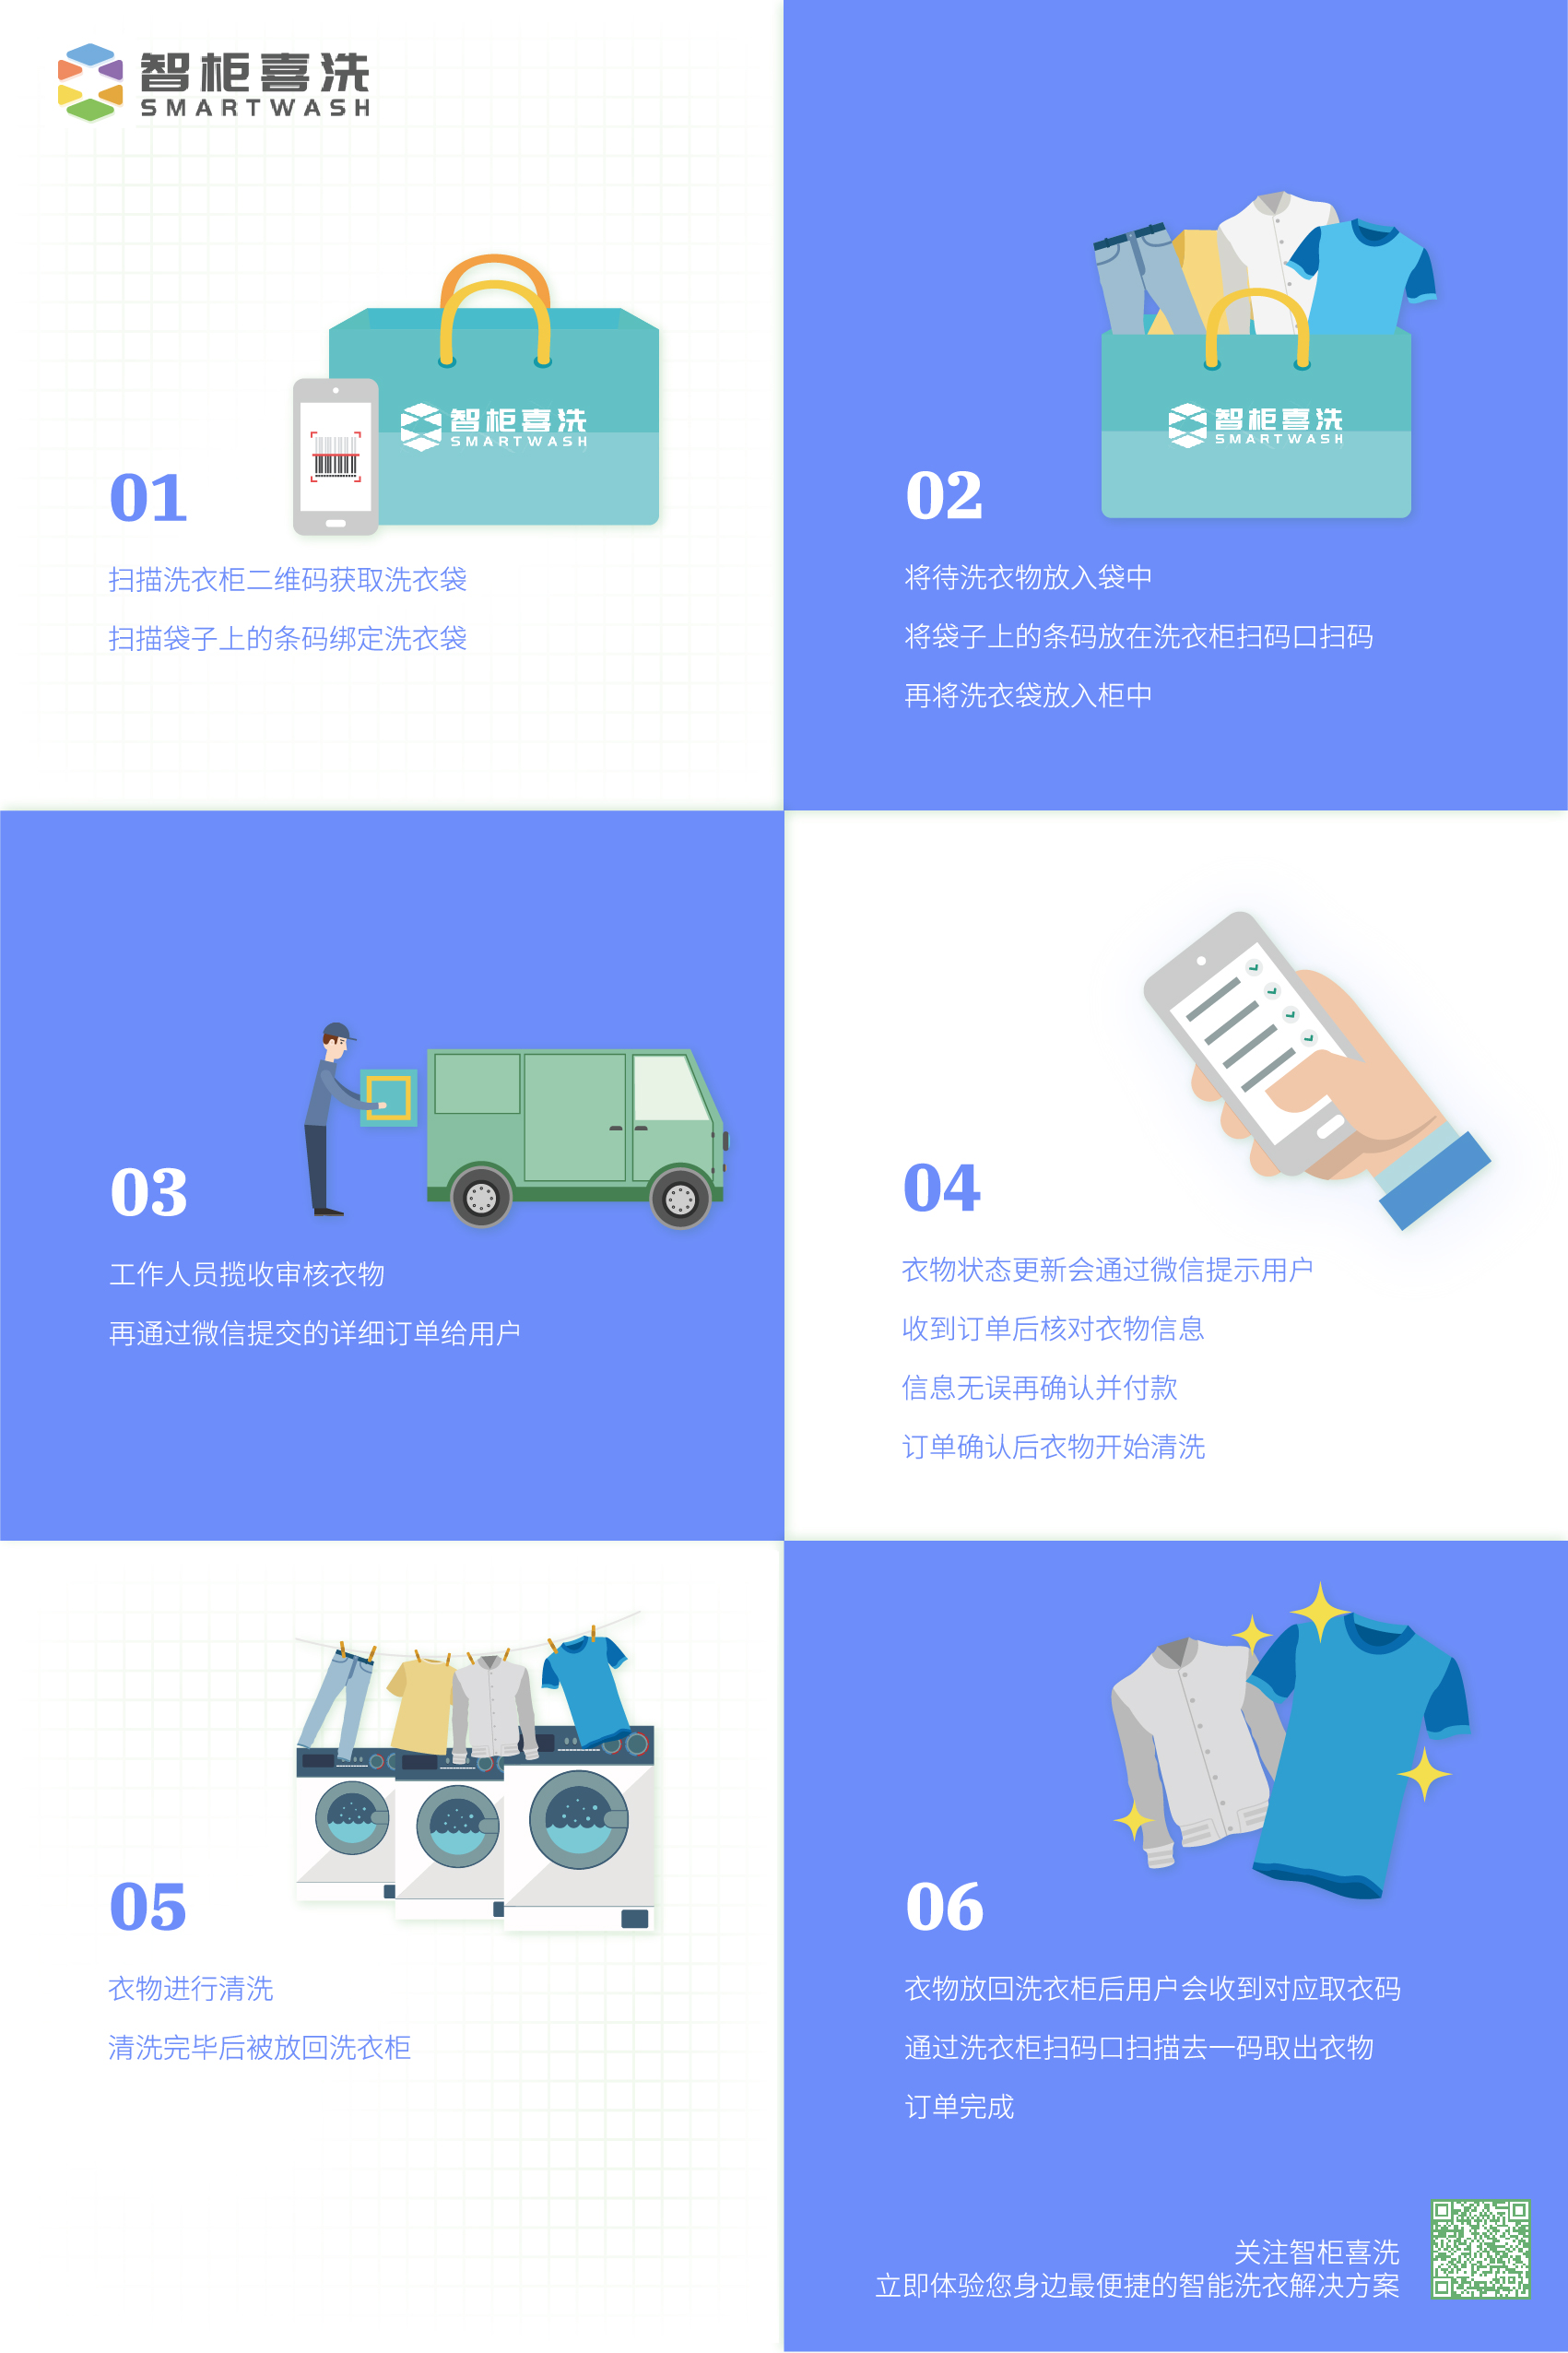 智柜喜洗
SMARTWASH
智柜喜洗
SMARTWASH
01
扫描洗衣柜二维码获取洗衣袋
扫描袋子上的条码绑定洗衣袋
智柜喜洗
SMARTWASH
02
将待洗衣物放入袋中
将袋子上的条码放在洗衣柜扫码口扫码
再将洗衣袋放入柜中
03
工作人员揽收审核衣物
再通过微信提交的详细订单给用户
04
衣物状态更新会通过微信提示用户
收到订单后核对衣物信息
信息无误再确认并付款
订单确认后衣物开始清洗
05
衣物进行清洗
清洗完毕后被放回洗衣柜
06
衣物放回洗衣柜后用户会收到对应取衣码
通过洗衣柜扫码口扫描去一码取出衣物
订单完成
关注智柜喜洗
立即体验您身边最便捷的智能洗衣解决方案